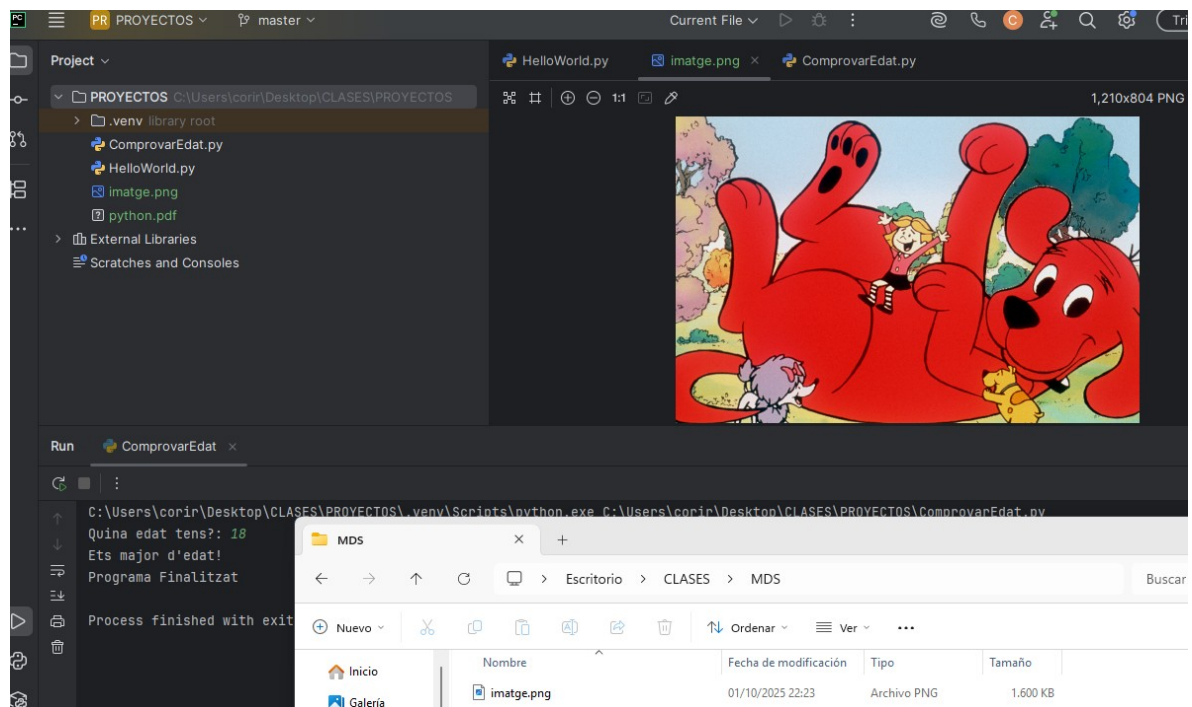 PC
PR PROYECTOS master Current File Tri
Project
HelloWorld.py imatge.png ComprovarEdat.py
PROYECTOS C:\Users\corir\Desktop\CLASES\PROYECTOS
1:1 1,210x804 PNG
.venv library root
ComprovarEdat.py
HelloWorld.py
imatge.png
python.pdf
External Libraries
Scratches and Consoles
Run ComprovarEdat
C:\Users\corir\Desktop\CLASES\PROYECTOS\.venv\Scripts\python.exe C:\Users\corir\Desktop\CLASES\PROYECTOS\ComprovarEdat.py
Quina edat tens?: 18
Ets major d'edat!
Programa Finalitzat
Process finished with exit
MDS
Escritorio > CLASES > MDS Buscar
Nuevo Ordenar Ver
Inicio
Galería
Nombre Fecha de modificación Tipo Tamaño
imatge.png 01/10/2025 22:23 Archivo PNG 1.600 KB